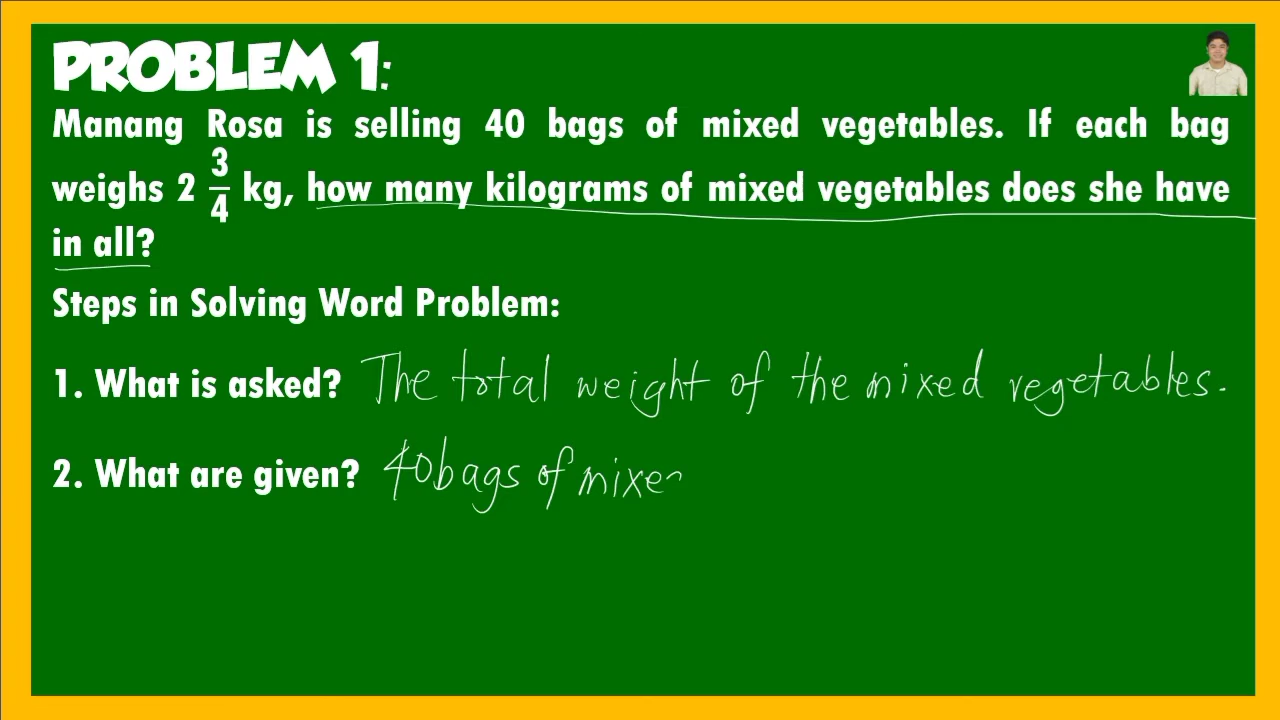 PROBLEM 1:
Manang Rosa is selling 40 bags of mixed vegetables. If each bag
weighs 2 3/4 kg, how many kilograms of mixed vegetables does she have
in all?
Steps in Solving Word Problem:
1. What is asked? The total weight of the mixed vegetables.
2. What are given? 40 bags of mixe